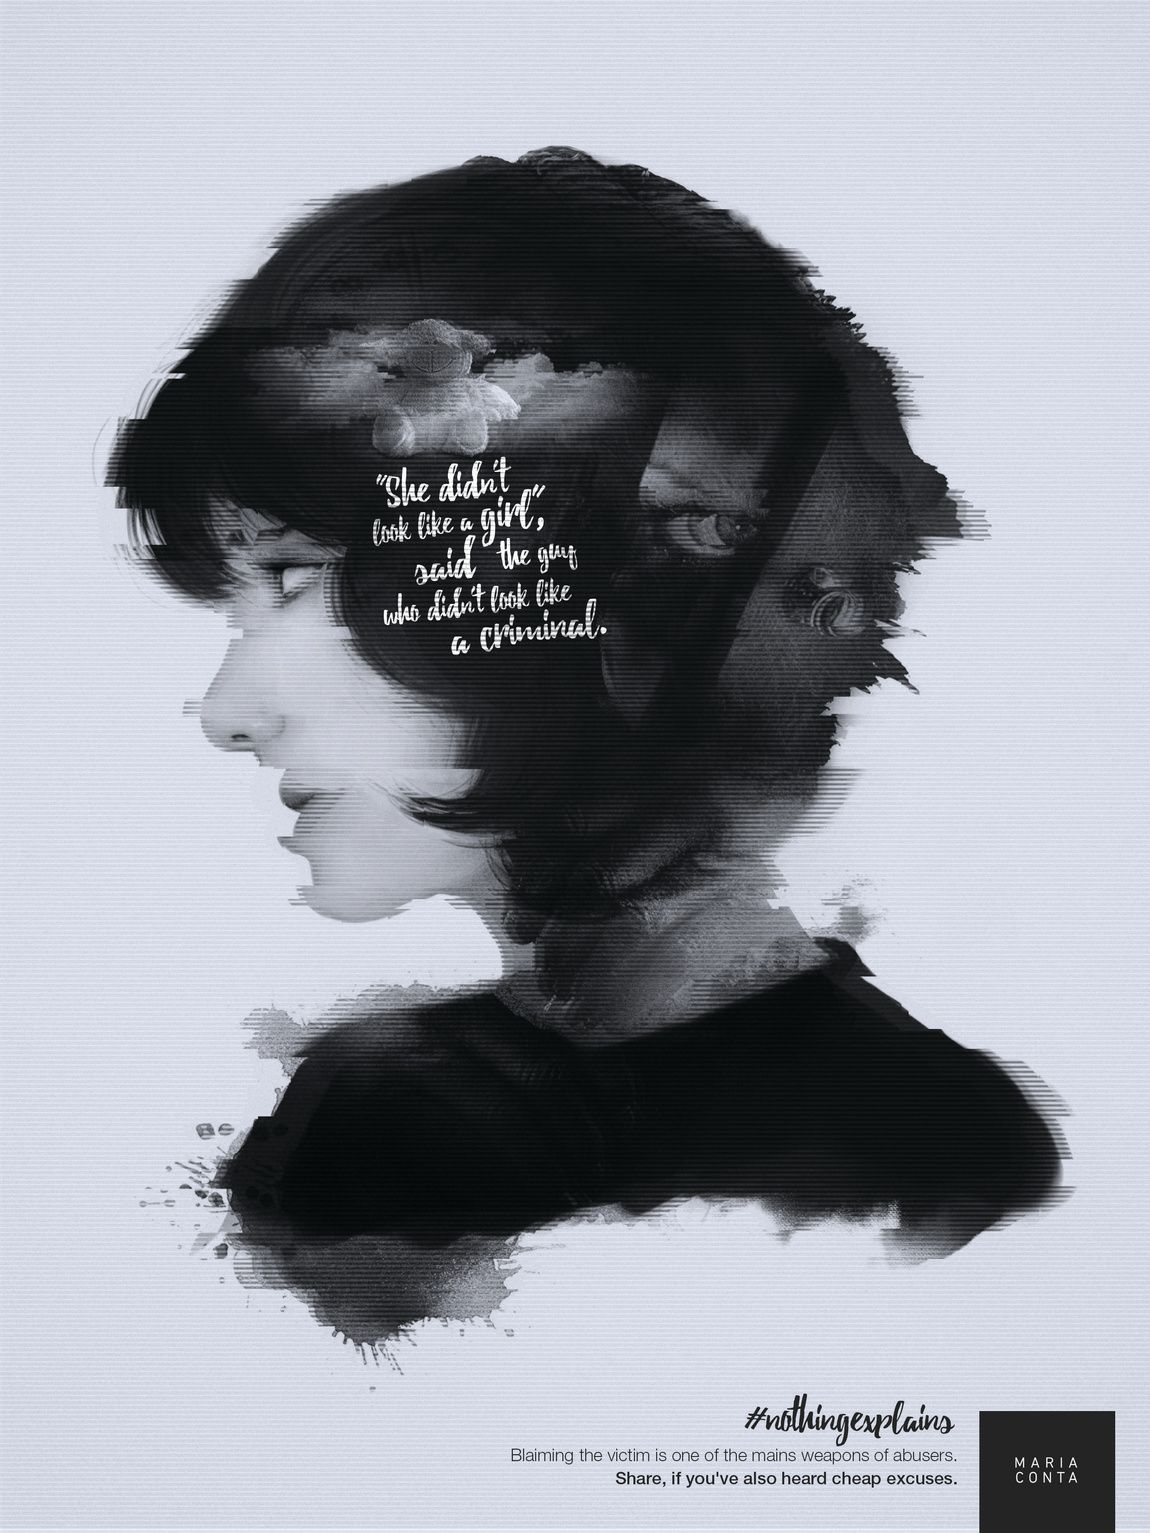 "She didn't
look like a girl",
said the guy
who didn't look like
a criminal.
#nothingexplains
Blaiming the victim is one of the mains weapons of abusers.
Share, if you've also heard cheap excuses.
MARIA
CONTA